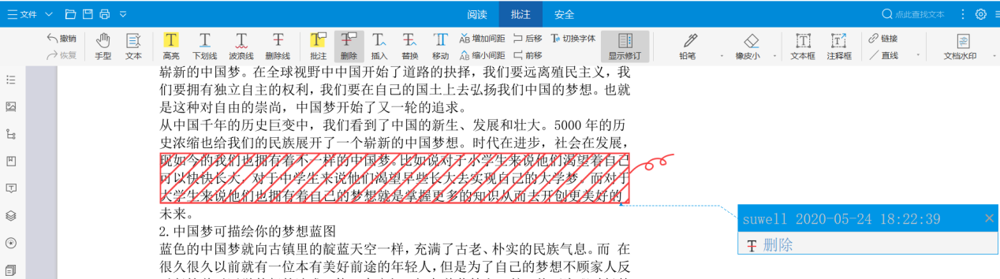 文件 阅读 批注 安全 点此查找文本
撤销 恢复 手型 文本 高亮 下划线 波浪线 删除线 批注 删除 插入 替换 移动 增加间距 缩小间距 后移 前移 切换字体 显示修订 铅笔 橡皮小 文本框 注释框 链接 直线 文档水印
崭新的中国梦。在全球视野中中国开始了道路的抉择，我们要远离殖民主义，我
们要拥有独立自主的权利，我们要在自己的国土上去弘扬我们中国的梦想。也就
是这种对自由的崇尚，中国梦开始了又一轮的追求。
从中国千年的历史巨变中，我们看到了中国的新生、发展和壮大。5000 年的历
史浓缩也给我们的民族展开了一个崭新的中国梦想。时代在进步，社会在发展，
现如今的我们也拥有着不一样的中国梦。比如说对于小学生来说他们渴望着自己
可以快快长大，对于中学生来说他们渴望早些长大去实现自己的大学梦。而对于
大学生来说他们也拥有着自己的梦想就是掌握更多的知识从而去开创更美好的
未来。
suwell 2020-05-24 18:22:39
删除
2.中国梦可描绘你的梦想蓝图
蓝色的中国梦就向古镇里的靛蓝天空一样，充满了古老、朴实的民族气息。而 在
很久很久以前就有一位本有美好前途的年轻人，但是为了自己的梦想不顾家人反